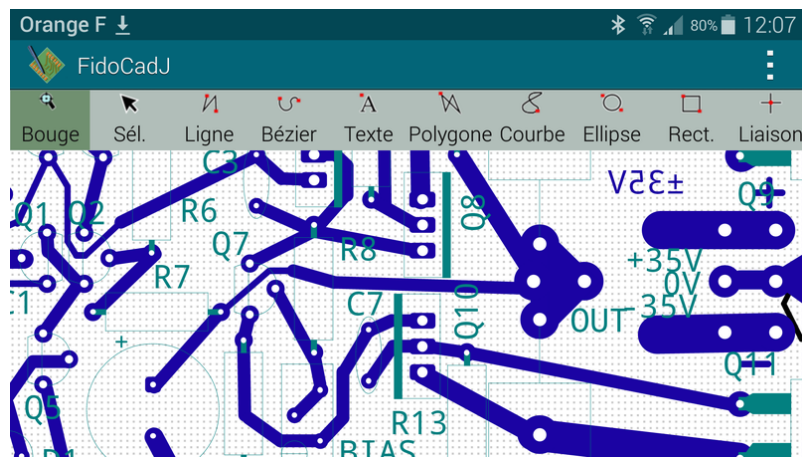 Orange F 80% 12:07
FidoCadJ
Bouge Sél. Ligne Bézier Texte Polygone Courbe Ellipse Rect. Liaison
C3
±35V
Q9
Q1 Q2 R6 Q8
Q7 R8
+35V
R7 0V
C7 Q10 -35V
OUT
+
Q11
Q5 R13
BIAS